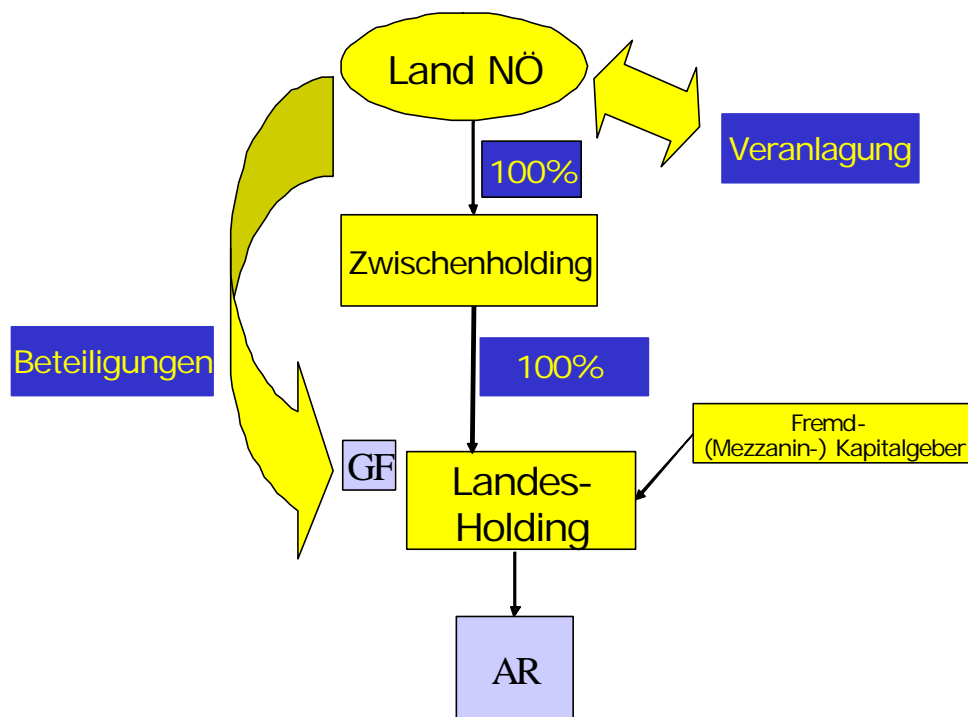 Land NÖ
Veranlagung
100%
Zwischenholding
Beteiligungen
100%
Fremd-
(Mezzanin-) Kapitalgeber
GF
Landes-
Holding
AR